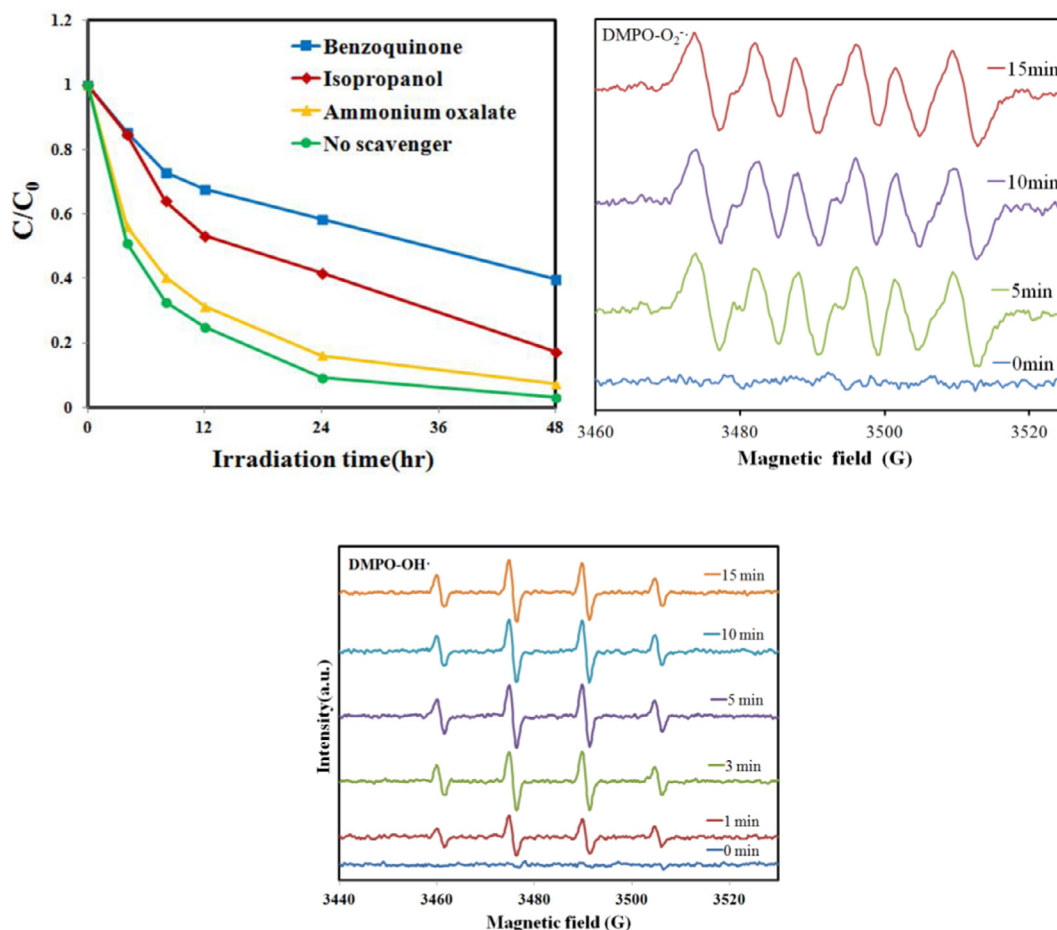 1.2
1
0.8
0.6
0.4
0.2
0
C/C₀
Benzoquinone
Isopropanol
Ammonium oxalate
No scavenger
0 12 24 36 48
Irradiation time(hr)
DMPO-O₂⁻·
15min
10min
5min
0min
3460 3480 3500 3520
Magnetic field (G)
DMPO-OH·
15 min
10 min
5 min
3 min
1 min
0 min
Intensity(a.u.)
3440 3460 3480 3500 3520
Magnetic field (G)